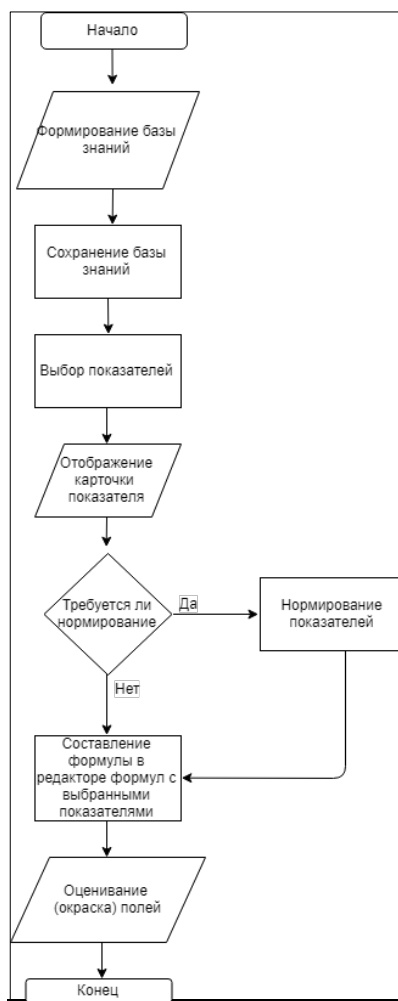 Начало
Формирование базы
знаний
Сохранение базы
знаний
Выбор показателей
Отображение
карточки
показателя
Требуется ли
нормирование
Да
Нормирование
показателей
Нет
Составление
формулы в
редакторе формул с
выбранными
показателями
Оценивание
(окраска) полей
Конец